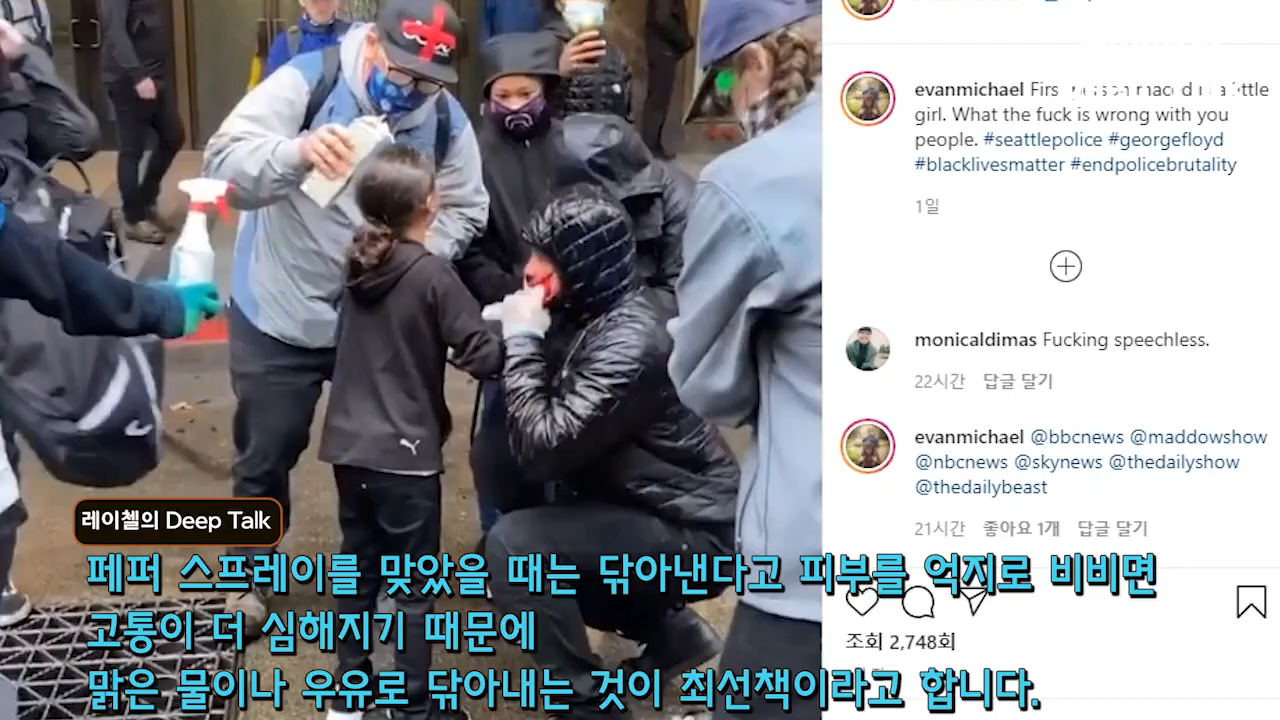 evanmichael First person maced is a little
girl. What the fuck is wrong with you
people. #seattlepolice #georgefloyd
#blacklivesmatter #endpolicebrutality
1일
monicaldimas Fucking speechless.
22시간 답글 달기
evanmichael @bbcnews @maddowshow
@nbcnews @skynews @thedailyshow
@thedailybeast
21시간 좋아요 1개 답글 달기
조회 2,748회
레이첼의 Deep Talk
페퍼 스프레이를 맞았을 때는 닦아낸다고 피부를 억지로 비비면
고통이 더 심해지기 때문에
맑은 물이나 우유로 닦아내는 것이 최선책이라고 합니다.